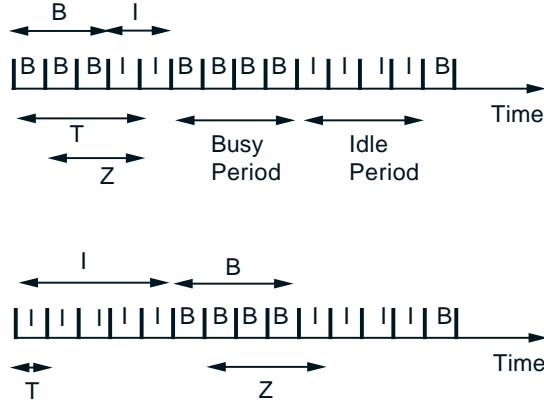 B I
B B B I I B B B B I I I I B
Time
T
Z
Busy Period
Idle Period
I B
I I I I I B B B B I I I I B
Time
T Z